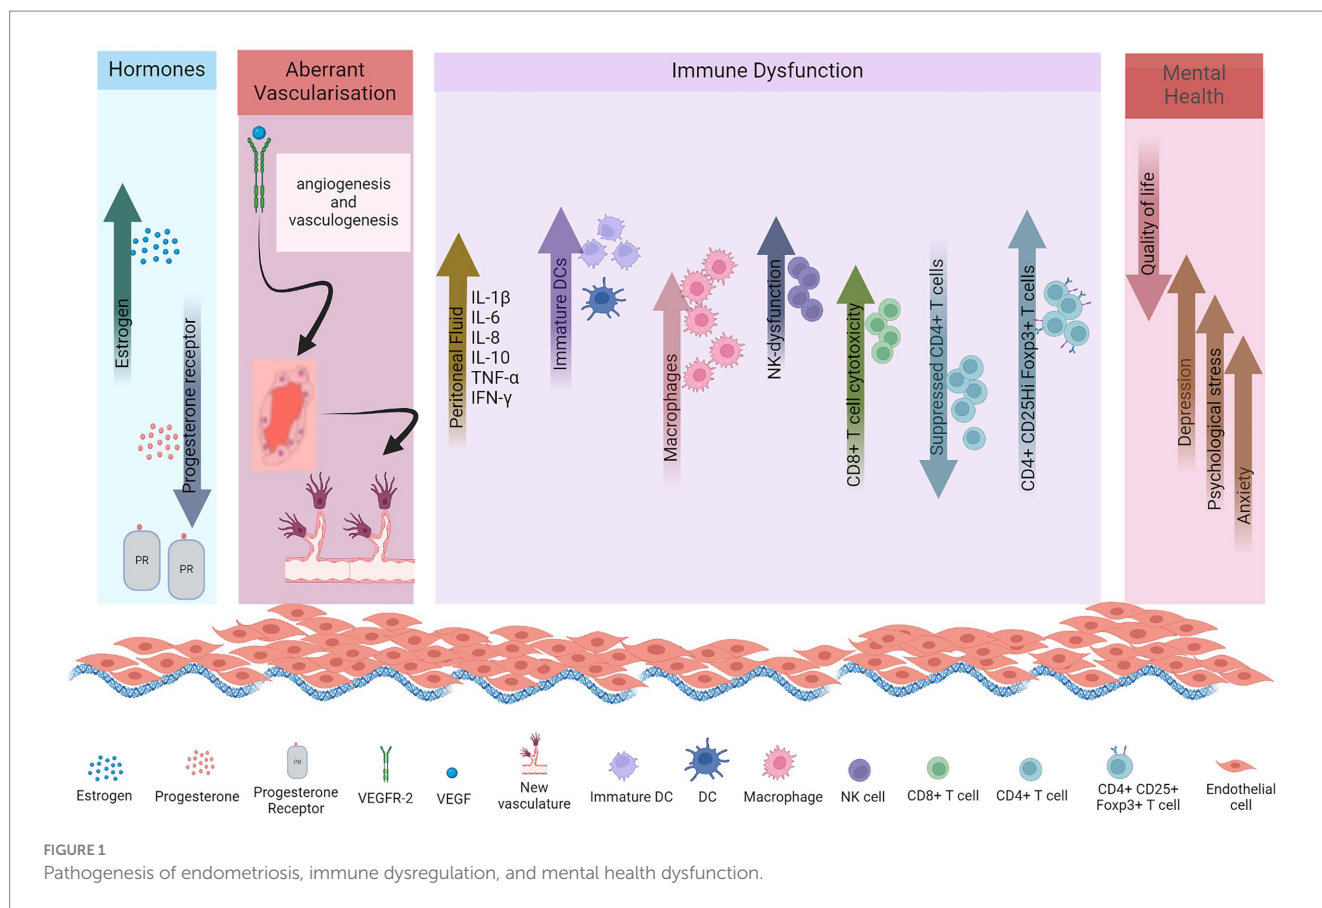 Hormones
Estrogen
Progesterone receptor
PR
PR
Aberrant
Vascularisation
angiogenesis
and
vasculogenesis
Immune Dysfunction
Peritoneal Fluid
IL-1β
IL-6
IL-8
IL-10
TNF-α
IFN-γ
Immature DCs
Macrophages
NK-dysfunction
CD8+ T cell cytotoxicity
Suppressed CD4+ T cells
CD4+ CD25Hi Foxp3+ T cells
Mental
Health
Quality of life
Depression
Psychological stress
Anxiety
Estrogen
Progesterone
PR
Progesterone
Receptor
VEGFR-2
VEGF
New
vasculature
Immature DC
DC
Macrophage
NK cell
CD8+ T cell
CD4+ T cell
CD4+ CD25+
Foxp3+ T cell
Endothelial
cell
FIGURE 1
Pathogenesis of endometriosis, immune dysregulation, and mental health dysfunction.